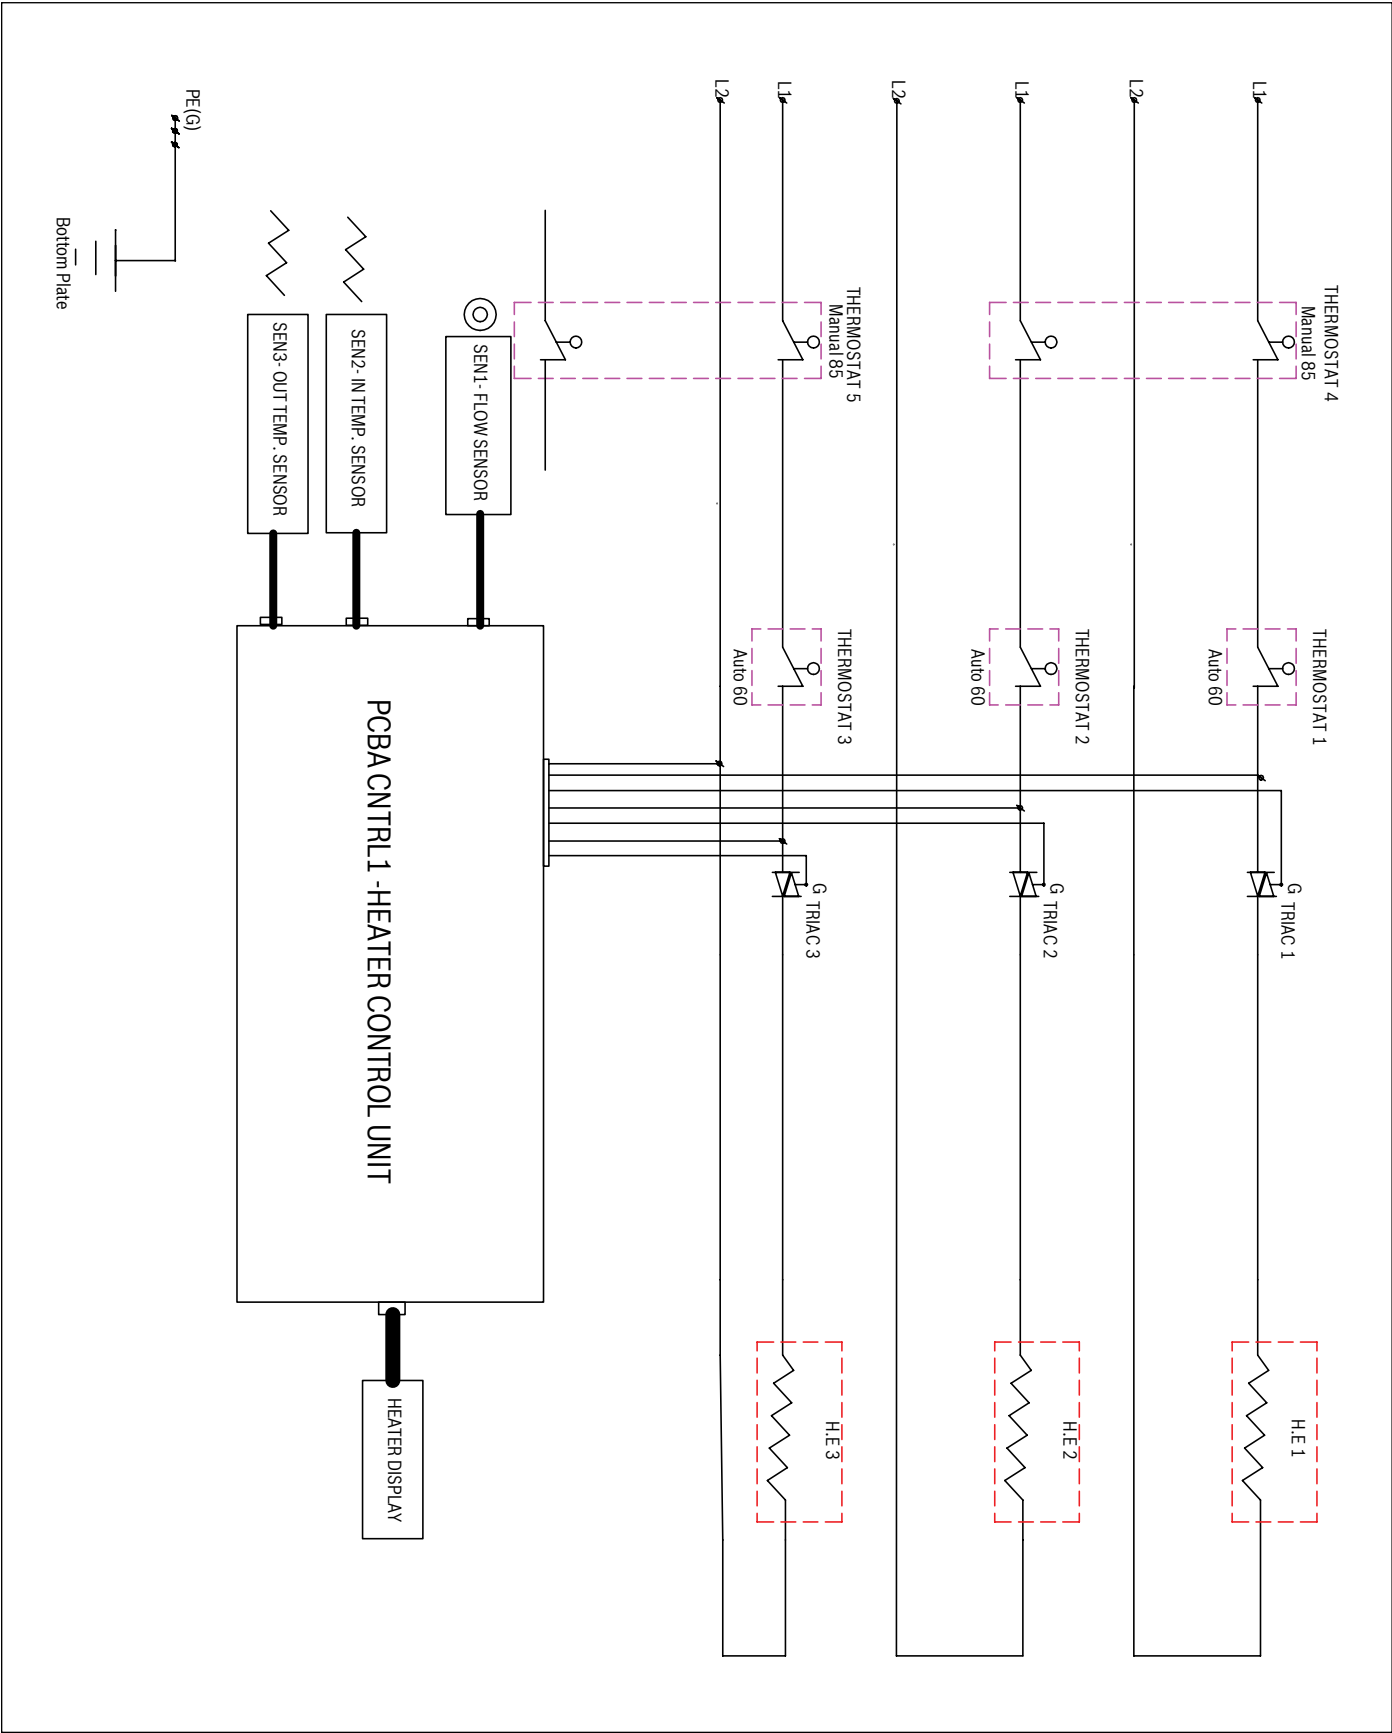 L1
THERMOSTAT 4
Manual 85
THERMOSTAT 1
Auto 60
G
TRIAC 1
H.E 1
L2
L1
THERMOSTAT 2
Auto 60
G
TRIAC 2
H.E 2
L2
L1
THERMOSTAT 5
Manual 85
THERMOSTAT 3
Auto 60
G
TRIAC 3
H.E 3
L2
SEN1- FLOW SENSOR
SEN2- IN TEMP. SENSOR
SEN3- OUT TEMP. SENSOR
PCBA CNTRL1 -HEATER CONTROL UNIT
HEATER DISPLAY
PE(G)
Bottom Plate